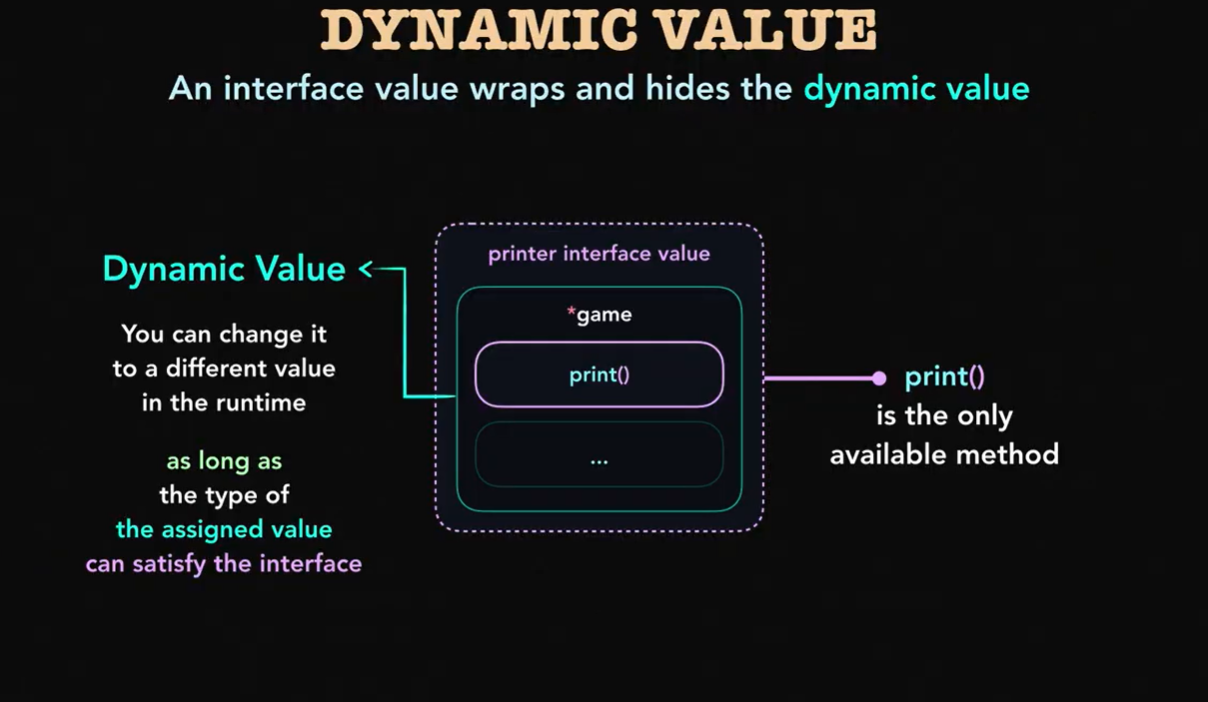 DYNAMIC VALUE
An interface value wraps and hides the dynamic value
Dynamic Value
You can change it
to a different value
in the runtime
as long as
the type of
the assigned value
can satisfy the interface
printer interface value
*game
print()
...
print()
is the only
available method